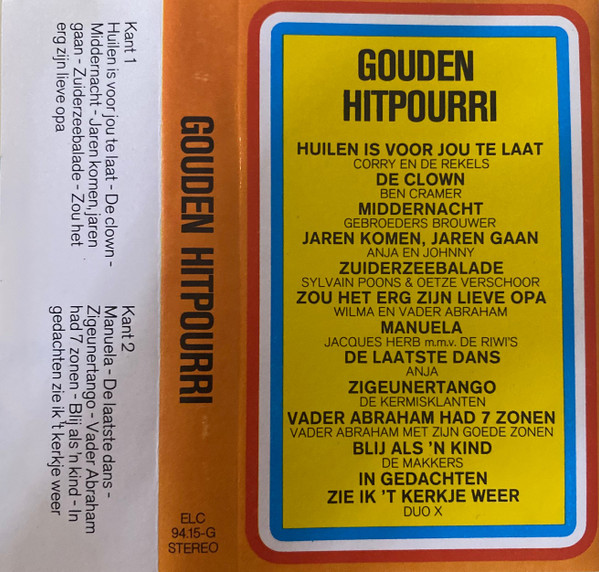 Kant 1
Huilen is voor jou te laat - De clown -
Middernacht - Jaren komen, jaren
gaan - Zuiderzeebalade - Zou het
erg zijn lieve opa
Kant 2
Manuela - De laatste dans -
Zigeunertango - Vader Abraham
had 7 zonen - Blij als 'n kind - In
gedachten zie ik 't kerkje weer
GOUDEN HITPOURRI
ELC
94.15-G
STEREO
GOUDEN
HITPOURRI
HUILEN IS VOOR JOU TE LAAT
CORRY EN DE REKELS
DE CLOWN
BEN CRAMER
MIDDERNACHT
GEBROEDERS BROUWER
JAREN KOMEN, JAREN GAAN
ANJA EN JOHNNY
ZUIDERZEEBALADE
SYLVAIN POONS & OETZE VERSCHOOR
ZOU HET ERG ZIJN LIEVE OPA
WILMA EN VADER ABRAHAM
MANUELA
JACQUES HERB m.m.v. DE RIWI'S
DE LAATSTE DANS
ANJA
ZIGEUNERTANGO
DE KERMISKLANTEN
VADER ABRAHAM HAD 7 ZONEN
VADER ABRAHAM MET ZIJN GOEDE ZONEN
BLIJ ALS 'N KIND
DE MAKKERS
IN GEDACHTEN
ZIE IK 'T KERKJE WEER
DUO X